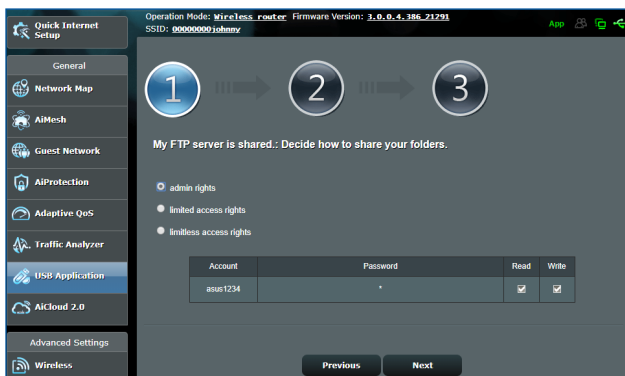 Quick Internet
Setup
Operation Mode: Wireless router Firmware Version: 3.0.0.4.386_21291
SSID: 00000000johnny
App
General
Network Map
AiMesh
Guest Network
AiProtection
Adaptive QoS
Traffic Analyzer
USB Application
AiCloud 2.0
Advanced Settings
Wireless
1 2 3
My FTP server is shared.: Decide how to share your folders.
admin rights
limited access rights
limitless access rights
Account Password Read Write
asus1234 *
Previous Next